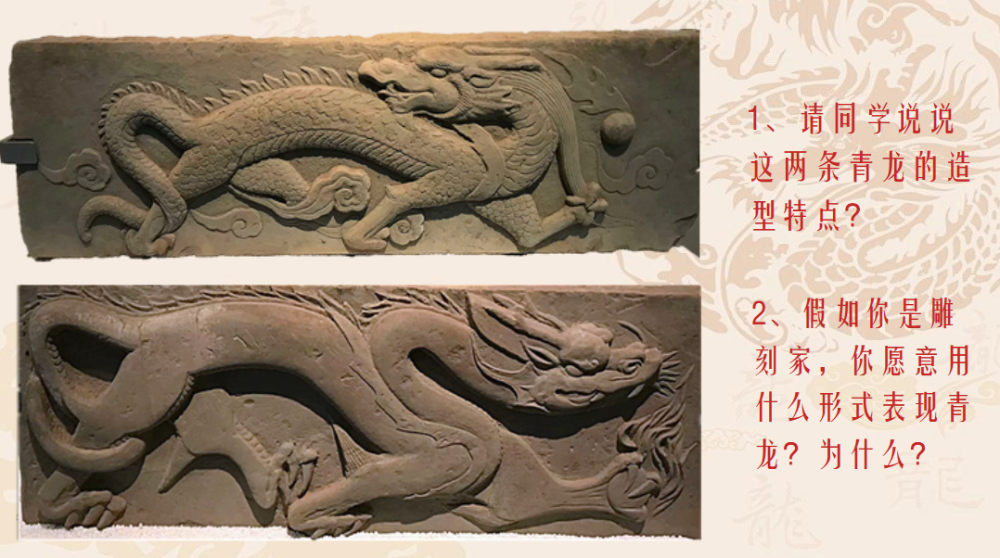 1、请同学说说
这两条青龙的造
型特点?
2、假如你是雕
刻家，你愿意用
什么形式表现青
龙？为什么？
龍
龍